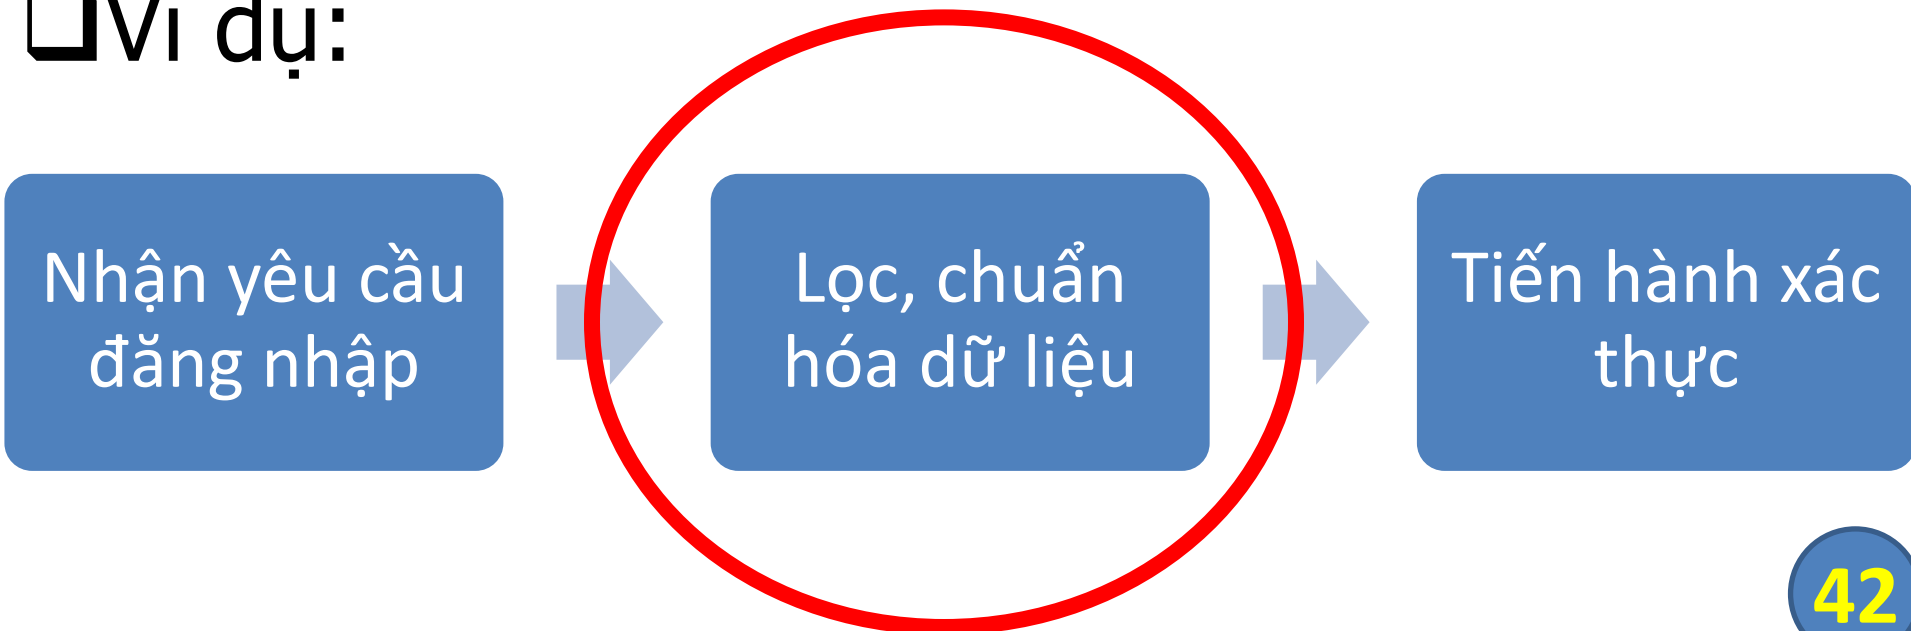 Ví dụ:
Nhận yêu cầu
đăng nhập
Lọc, chuẩn
hóa dữ liệu
Tiến hành xác
thực
42